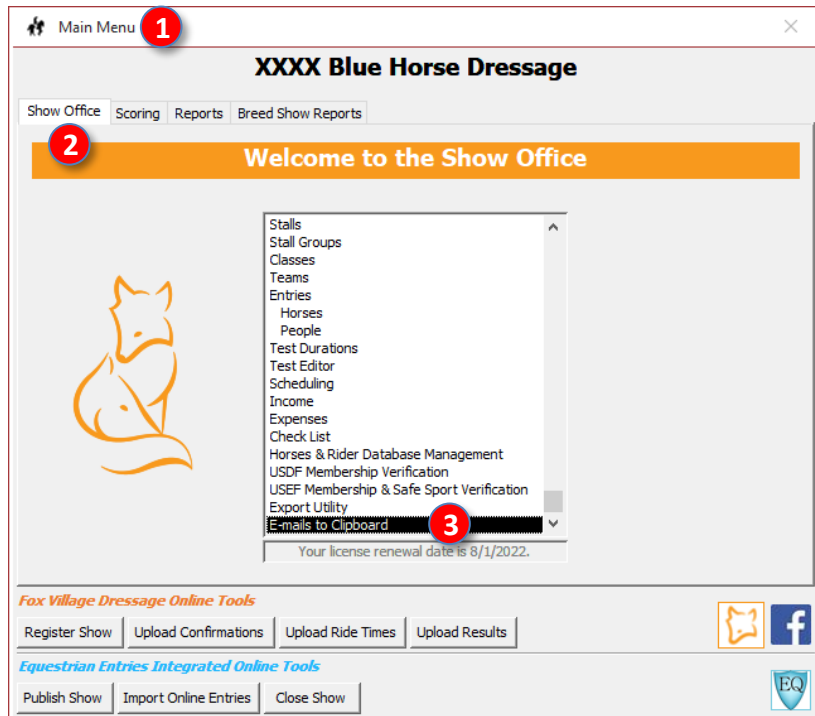 Main Menu 1
XXXX Blue Horse Dressage
Show Office Scoring Reports Breed Show Reports
2
Welcome to the Show Office
Stalls
Stall Groups
Classes
Teams
Entries
Horses
People
Test Durations
Test Editor
Scheduling
Income
Expenses
Check List
Horses & Rider Database Management
USDF Membership Verification
USEF Membership & Safe Sport Verification
Export Utility
E-mails to Clipboard 3
Your license renewal date is 8/1/2022.
Fox Village Dressage Online Tools
Register Show Upload Confirmations Upload Ride Times Upload Results
f
Equestrian Entries Integrated Online Tools
Publish Show Import Online Entries Close Show
EQ